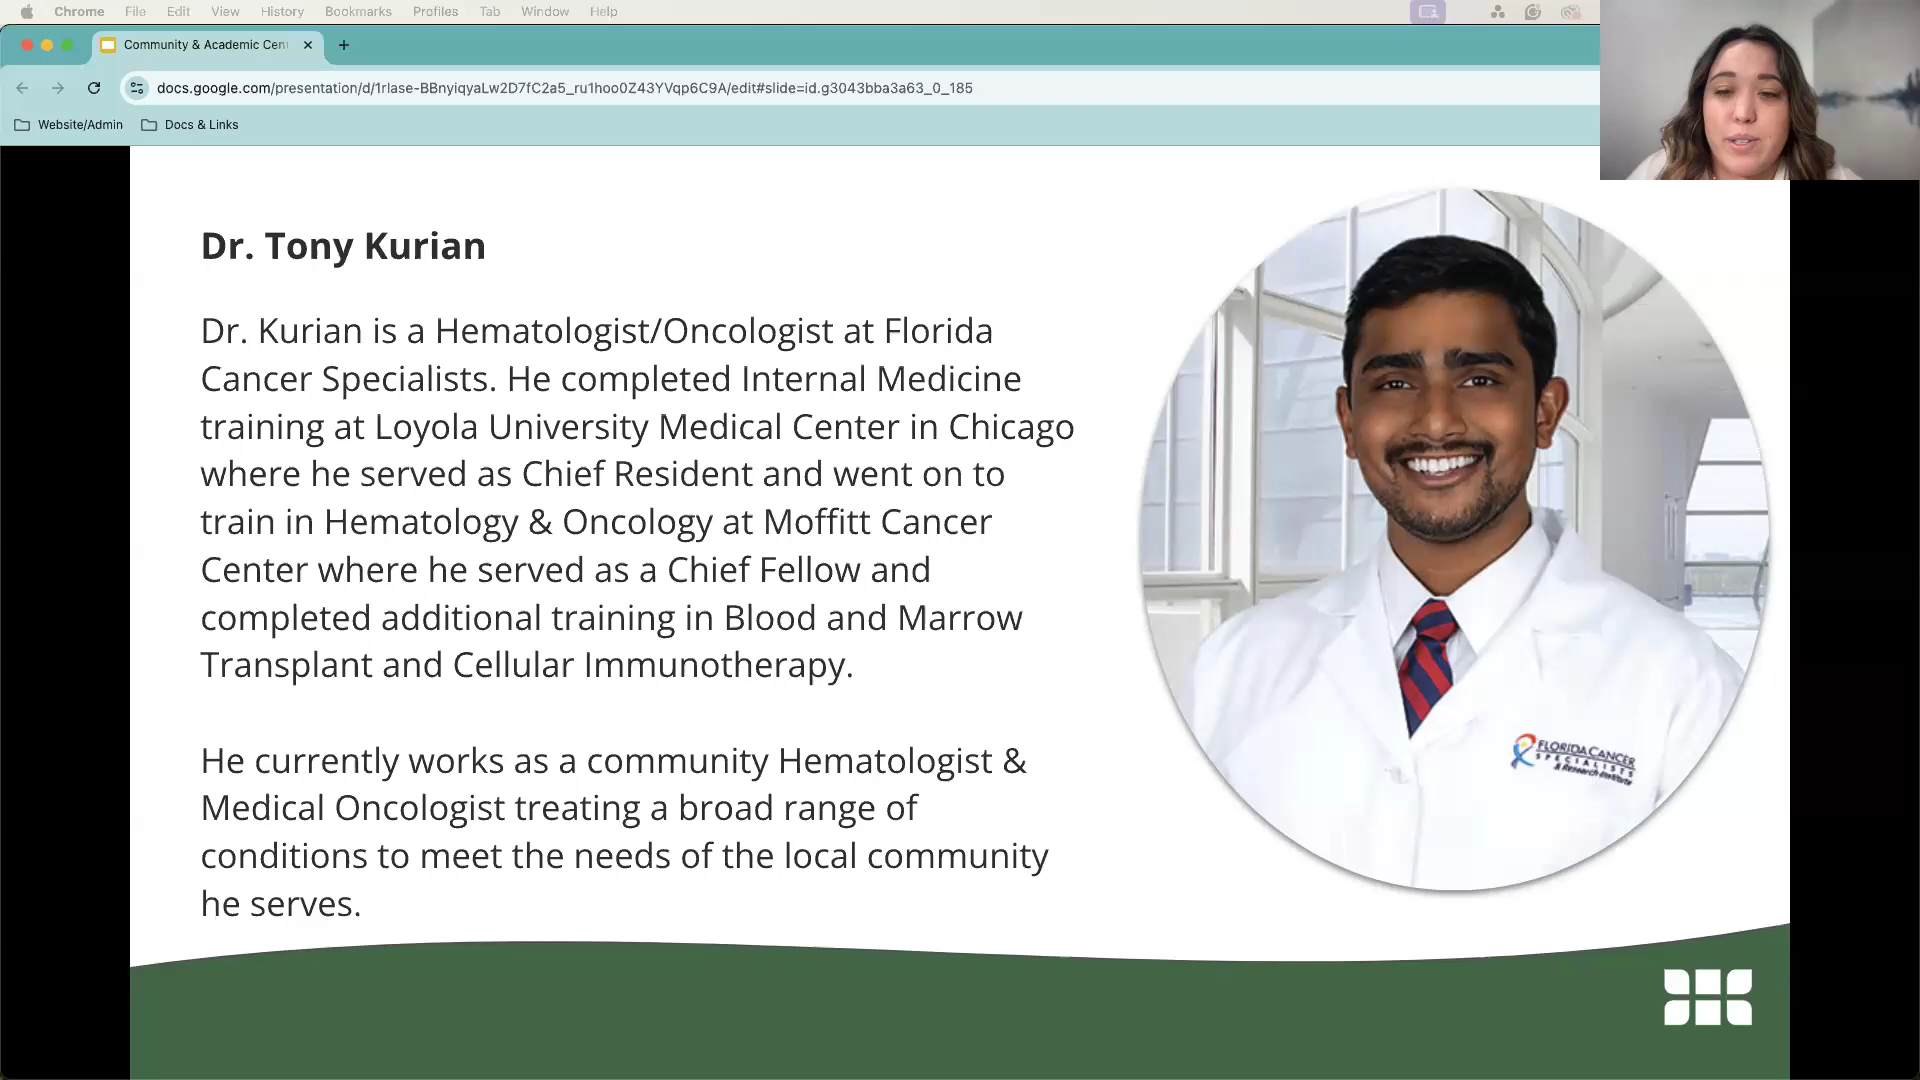 Chrome File Edit View History Bookmarks Profiles Tab Window Help
Community & Academic Cen
docs.google.com/presentation/d/1rlase-BBnyiqyaLw2D7fC2a5_ru1hoo0Z43YVqp6C9A/edit#slide=id.g3043bba3a63_0_185
Website/Admin Docs & Links
Dr. Tony Kurian
Dr. Kurian is a Hematologist/Oncologist at Florida
Cancer Specialists. He completed Internal Medicine
training at Loyola University Medical Center in Chicago
where he served as Chief Resident and went on to
train in Hematology & Oncology at Moffitt Cancer
Center where he served as a Chief Fellow and
completed additional training in Blood and Marrow
Transplant and Cellular Immunotherapy.
He currently works as a community Hematologist &
Medical Oncologist treating a broad range of
conditions to meet the needs of the local community
he serves.
FLORIDA CANCER
SPECIALISTS
& Research Institute